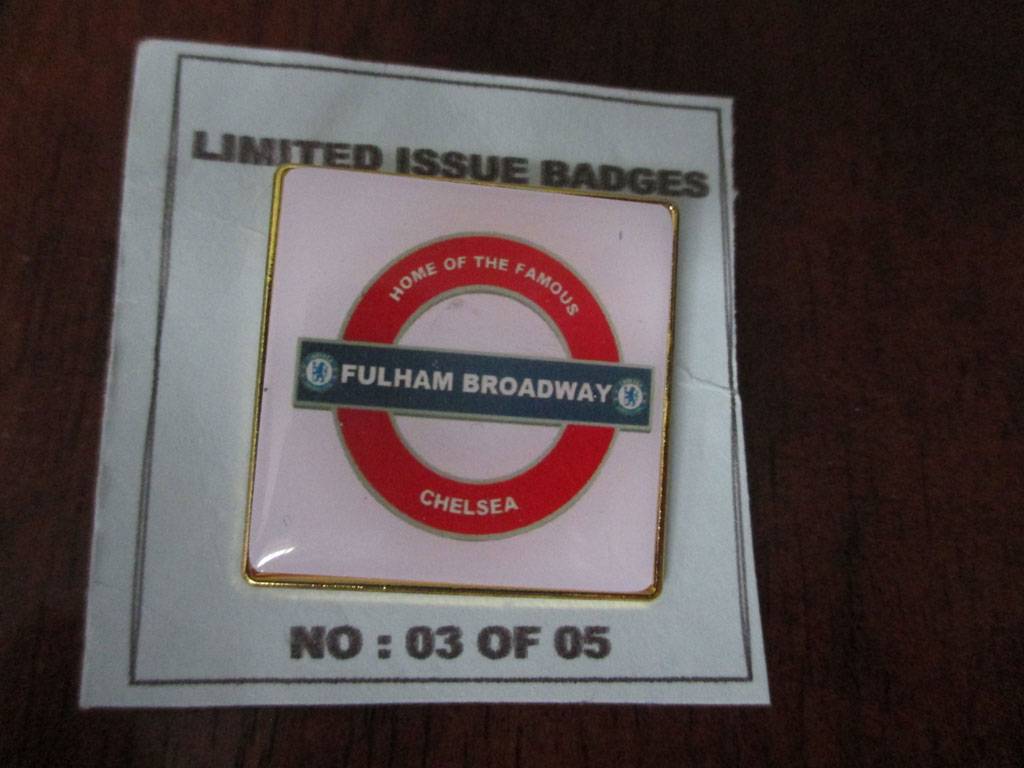 LIMITED ISSUE BADGES
HOME OF THE FAMOUS
FULHAM BROADWAY
CHELSEA
NO : 03 OF 05